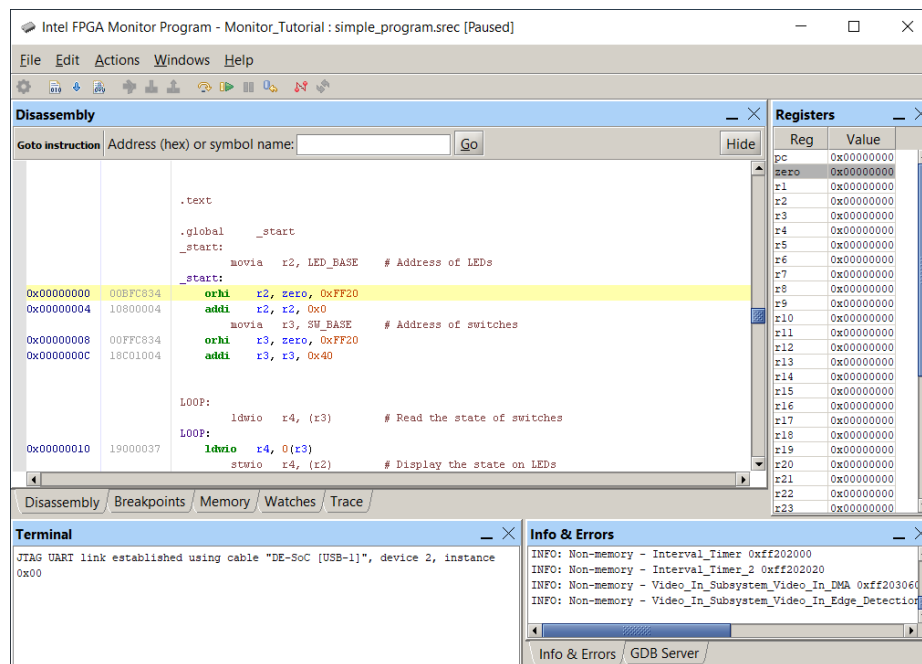 Intel FPGA Monitor Program - Monitor_Tutorial : simple_program.srec [Paused]
File Edit Actions Windows Help
Disassembly
Goto instruction Address (hex) or symbol name: Go Hide
.text
.global _start
_start:
movia r2, LED_BASE # Address of LEDs
_start:
0x00000000 00BFC834 orhi r2, zero, 0xFF20
0x00000004 10800004 addi r2, r2, 0x0
movia r3, SW_BASE # Address of switches
0x00000008 00FFC834 orhi r3, zero, 0xFF20
0x0000000C 18C01004 addi r3, r3, 0x40
LOOP:
ldwio r4, (r3) # Read the state of switches
LOOP:
0x00000010 19000037 ldwio r4, 0(r3)
stwio r4, (r2) # Display the state on LEDs
Disassembly Breakpoints Memory Watches Trace
Registers
Reg Value
pc 0x00000000
zero 0x00000000
r1 0x00000000
r2 0x00000000
r3 0x00000000
r4 0x00000000
r5 0x00000000
r6 0x00000000
r7 0x00000000
r8 0x00000000
r9 0x00000000
r10 0x00000000
r11 0x00000000
r12 0x00000000
r13 0x00000000
r14 0x00000000
r15 0x00000000
r16 0x00000000
r17 0x00000000
r18 0x00000000
r19 0x00000000
r20 0x00000000
r21 0x00000000
r22 0x00000000
r23 0x00000000
Terminal
JTAG UART link established using cable "DE-SoC [USB-1]", device 2, instance
0x00
Info & Errors
INFO: Non-memory - Interval_Timer 0xff202000
INFO: Non-memory - Interval_Timer_2 0xff202020
INFO: Non-memory - Video_In_Subsystem_Video_In_DMA 0xff203060
INFO: Non-memory - Video_In_Subsystem_Video_In_Edge_Detection
Info & Errors GDB Server